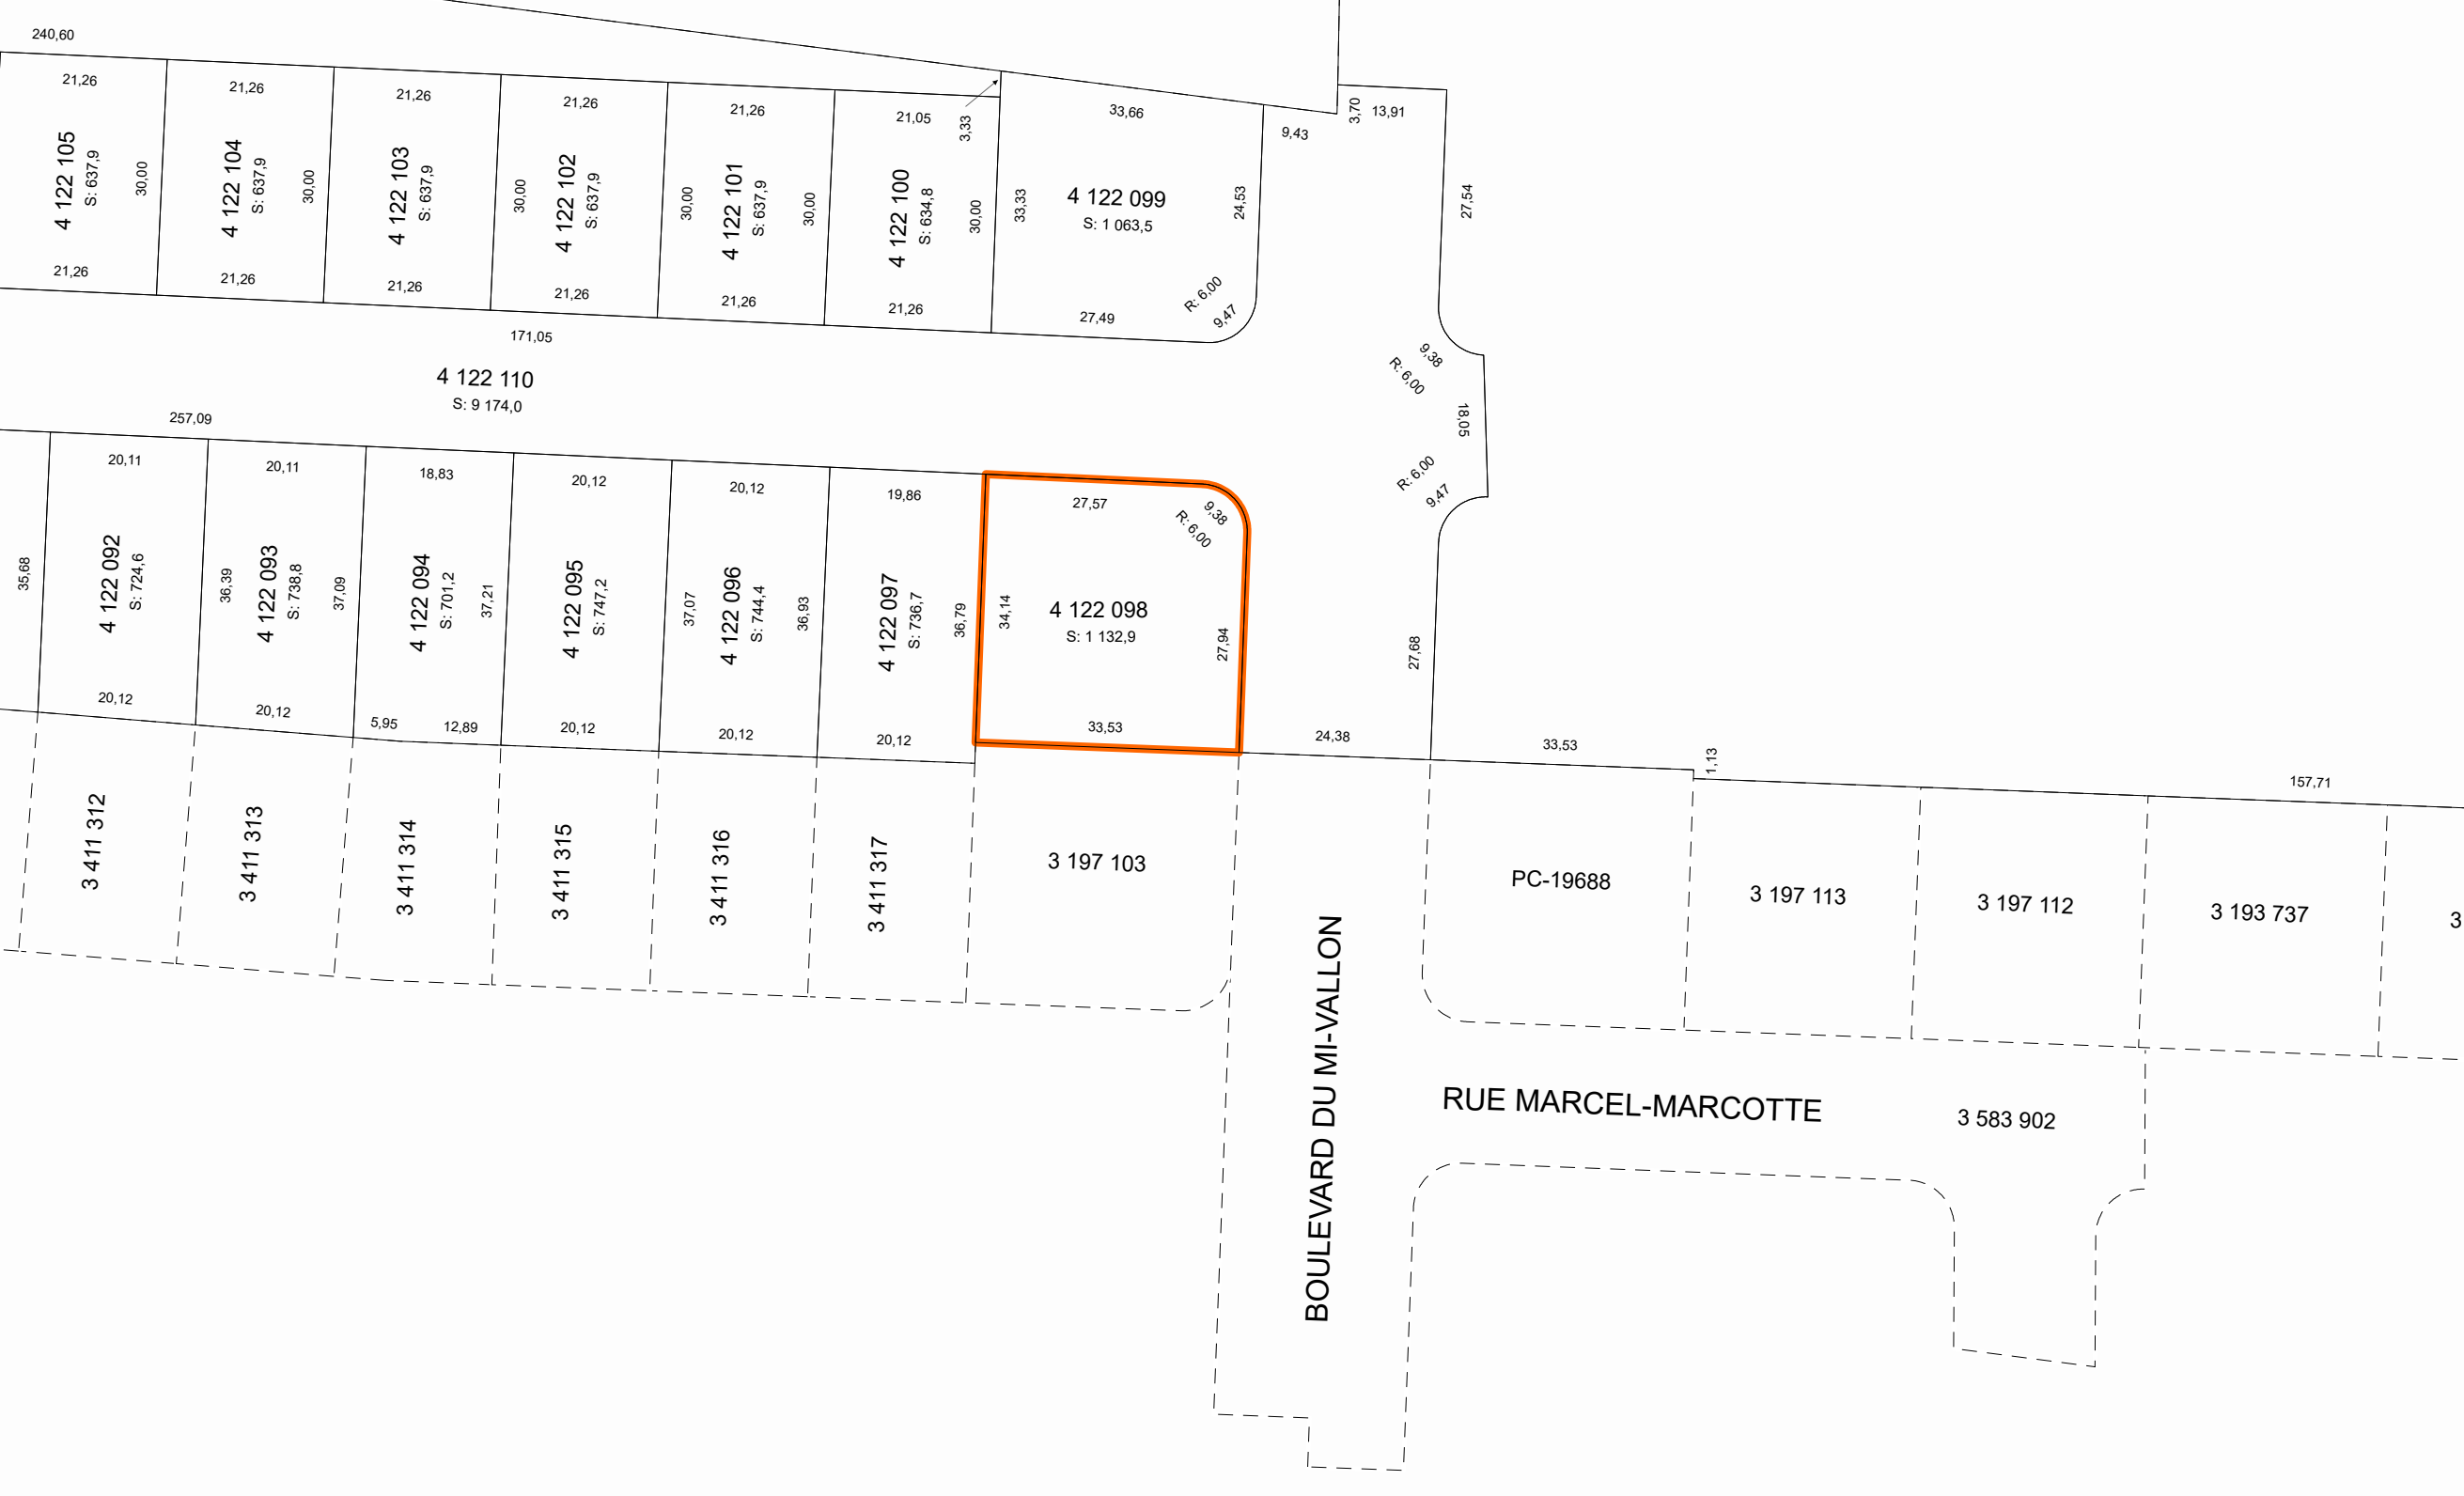 240,60
21,26
21,26
21,26
21,26
21,26
21,05
3,33
33,66
9,43
3,70
13,91
4 122 105
S: 637,9
30,00
4 122 104
S: 637,9
30,00
4 122 103
S: 637,9
30,00
4 122 102
S: 637,9
30,00
4 122 101
S: 637,9
30,00
4 122 100
S: 634,8
30,00
33,33
4 122 099
S: 1 063,5
24,53
27,54
21,26
21,26
21,26
21,26
21,26
21,26
27,49
R: 6,00
9,47
171,05
4 122 110
S: 9 174,0
257,09
9,38
R: 6,00
18,05
R: 6,00
9,47
20,11
20,11
18,83
20,12
20,12
19,86
27,57
9,38
R: 6,00
35,68
4 122 092
S: 724,6
36,39
4 122 093
S: 738,8
37,09
4 122 094
S: 701,2
37,21
4 122 095
S: 747,2
37,07
4 122 096
S: 744,4
36,93
4 122 097
S: 736,7
36,79
34,14
4 122 098
S: 1 132,9
27,94
27,68
20,12
20,12
5,95
12,89
20,12
20,12
20,12
33,53
24,38
33,53
1,13
157,71
3 411 312
3 411 313
3 411 314
3 411 315
3 411 316
3 411 317
3 197 103
PC-19688
3 197 113
3 197 112
3 193 737
3
BOULEVARD DU MI-VALLON
RUE MARCEL-MARCOTTE
3 583 902